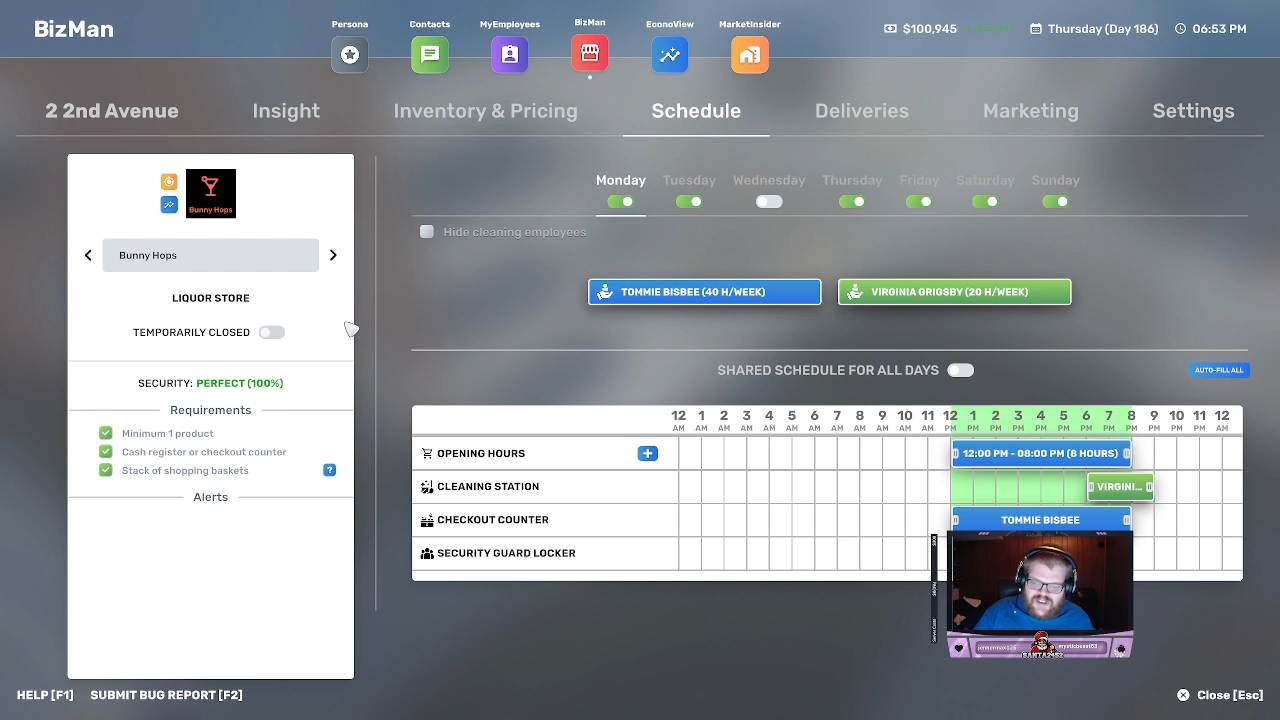 BizMan
Persona
Contacts
MyEmployees
BizMan
EconoView
MarketInsider
$100,945
Thursday (Day 186)
06:53 PM
2 2nd Avenue
Insight
Inventory & Pricing
Schedule
Deliveries
Marketing
Settings
Bunny Hops
Bunny Hops
LIQUOR STORE
TEMPORARILY CLOSED
SECURITY: PERFECT (100%)
Requirements
Minimum 1 product
Cash register or checkout counter
Stack of shopping baskets
?
Alerts
Monday
Tuesday
Wednesday
Thursday
Friday
Saturday
Sunday
Hide cleaning employees
TOMMIE BISBEE (40 H/WEEK)
VIRGINIA GRIGSBY (20 H/WEEK)
SHARED SCHEDULE FOR ALL DAYS
AUTO-FILL ALL
12 1 2 3 4 5 6 7 8 9 10 11 12 1 2 3 4 5 6 7 8 9 10 11 12
AM AM AM AM AM AM AM AM AM AM AM AM PM PM PM PM PM PM PM PM PM PM PM PM AM
OPENING HOURS
12:00 PM - 08:00 PM (8 HOURS)
CLEANING STATION
VIRGINI...
CHECKOUT COUNTER
TOMMIE BISBEE
SECURITY GUARD LOCKER
SANTA2452
HELP [F1]
SUBMIT BUG REPORT [F2]
Close [Esc]